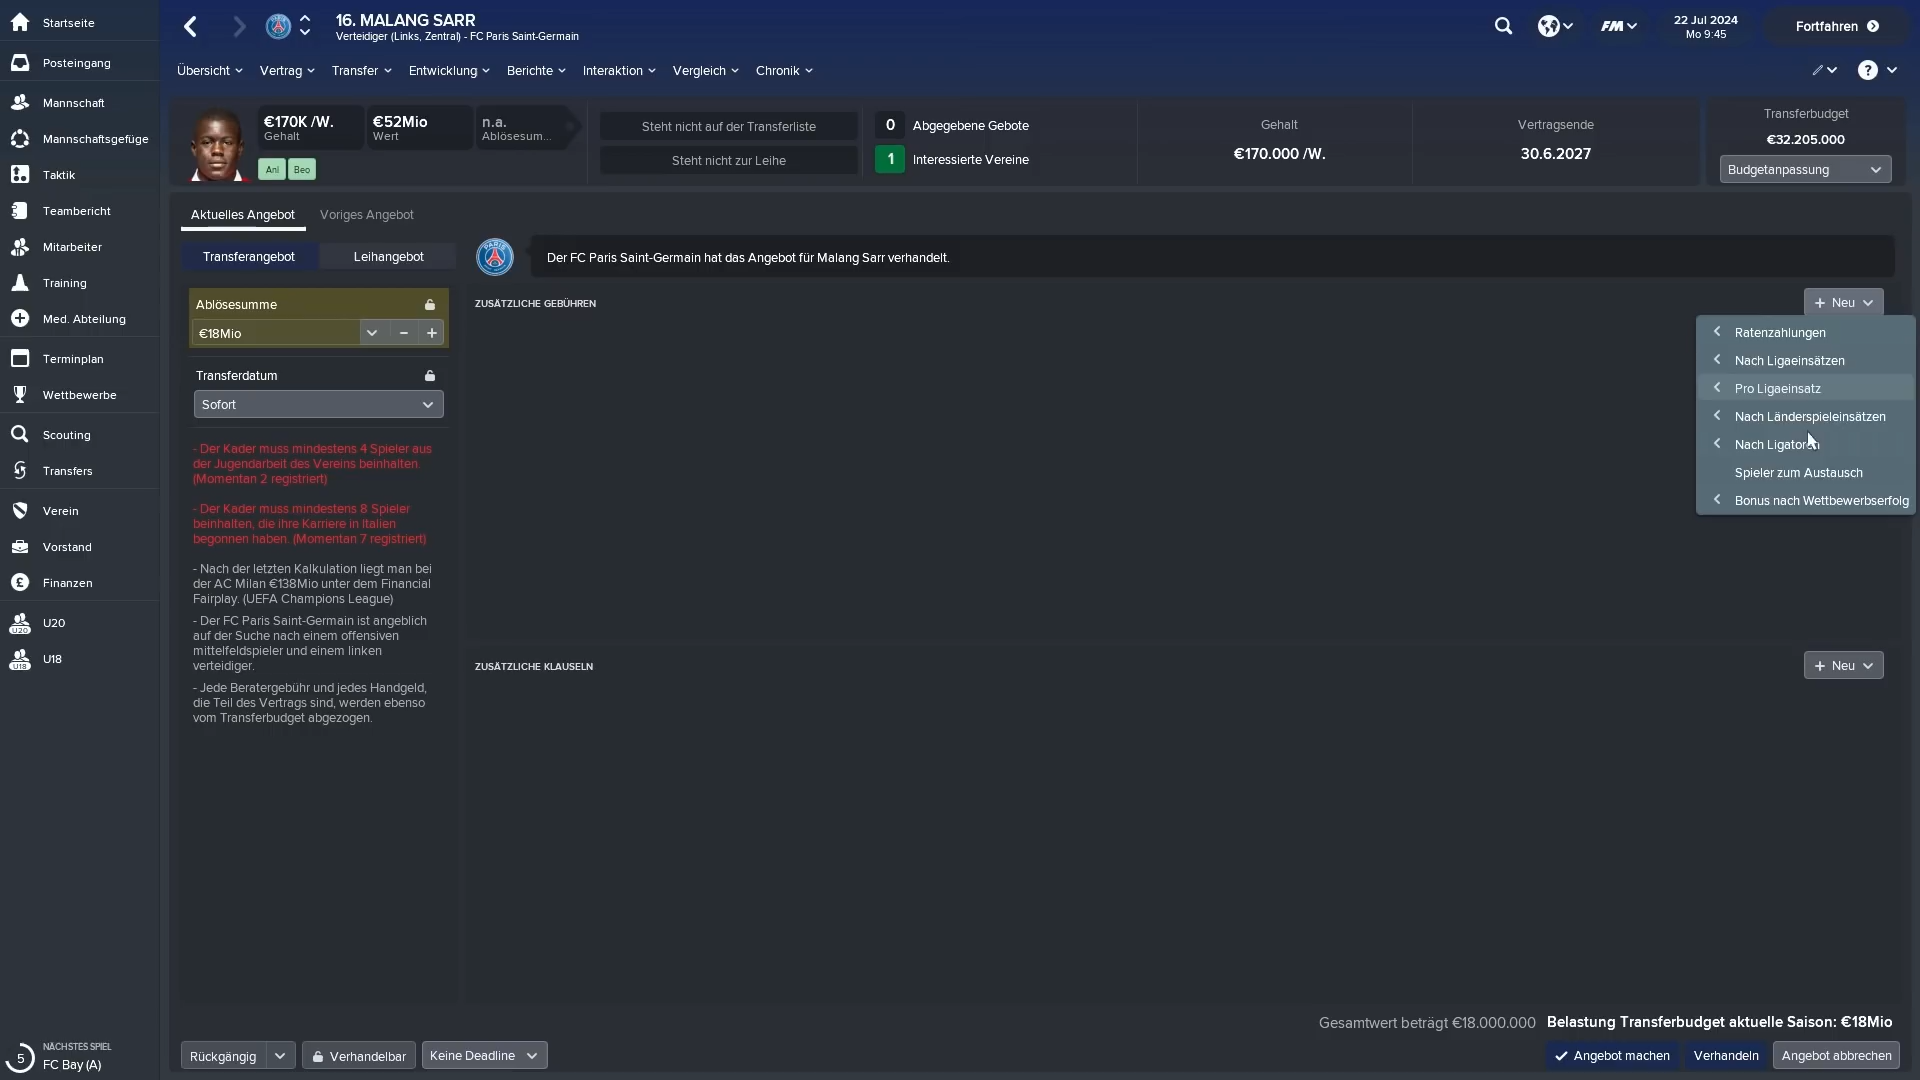 Startseite
Posteingang
Mannschaft
Mannschaftsgefüge
Taktik
Teambericht
Mitarbeiter
Training
Med. Abteilung
Terminplan
Wettbewerbe
Scouting
Transfers
Verein
Vorstand
Finanzen
U20
U20
U18
U18
5
NÄCHSTES SPIEL
FC Bay (A)
16. MALANG SARR
Verteidiger (Links, Zentral) - FC Paris Saint-Germain
FM
22 Jul 2024
Mo 9:45
Fortfahren
Übersicht
Vertrag
Transfer
Entwicklung
Berichte
Interaktion
Vergleich
Chronik
?
€170K /W.
Gehalt
€52Mio
Wert
n.a.
Ablösesum...
Anl
Beo
Steht nicht auf der Transferliste
Steht nicht zur Leihe
0 Abgegebene Gebote
1 Interessierte Vereine
Gehalt
€170.000 /W.
Vertragsende
30.6.2027
Transferbudget
€32.205.000
Budgetanpassung
Aktuelles Angebot
Voriges Angebot
Transferangebot
Leihangebot
PARIS
Der FC Paris Saint-Germain hat das Angebot für Malang Sarr verhandelt.
Ablösesumme
€18Mio
Transferdatum
Sofort
- Der Kader muss mindestens 4 Spieler aus
der Jugendarbeit des Vereins beinhalten.
(Momentan 2 registriert)
- Der Kader muss mindestens 8 Spieler
beinhalten, die ihre Karriere in Italien
begonnen haben. (Momentan 7 registriert)
- Nach der letzten Kalkulation liegt man bei
der AC Milan €138Mio unter dem Financial
Fairplay. (UEFA Champions League)
- Der FC Paris Saint-Germain ist angeblich
auf der Suche nach einem offensiven
mittelfeldspieler und einem linken
verteidiger.
- Jede Beratergebühr und jedes Handgeld,
die Teil des Vertrags sind, werden ebenso
vom Transferbudget abgezogen.
ZUSÄTZLICHE GEBÜHREN
+ Neu
Ratenzahlungen
Nach Ligaeinsätzen
Pro Ligaeinsatz
Nach Länderspieleinsätzen
Nach Ligatoren
Spieler zum Austausch
Bonus nach Wettbewerbserfolg
ZUSÄTZLICHE KLAUSELN
+ Neu
Gesamtwert beträgt €18.000.000 Belastung Transferbudget aktuelle Saison: €18Mio
Rückgängig
Verhandelbar
Keine Deadline
Angebot machen
Verhandeln
Angebot abbrechen